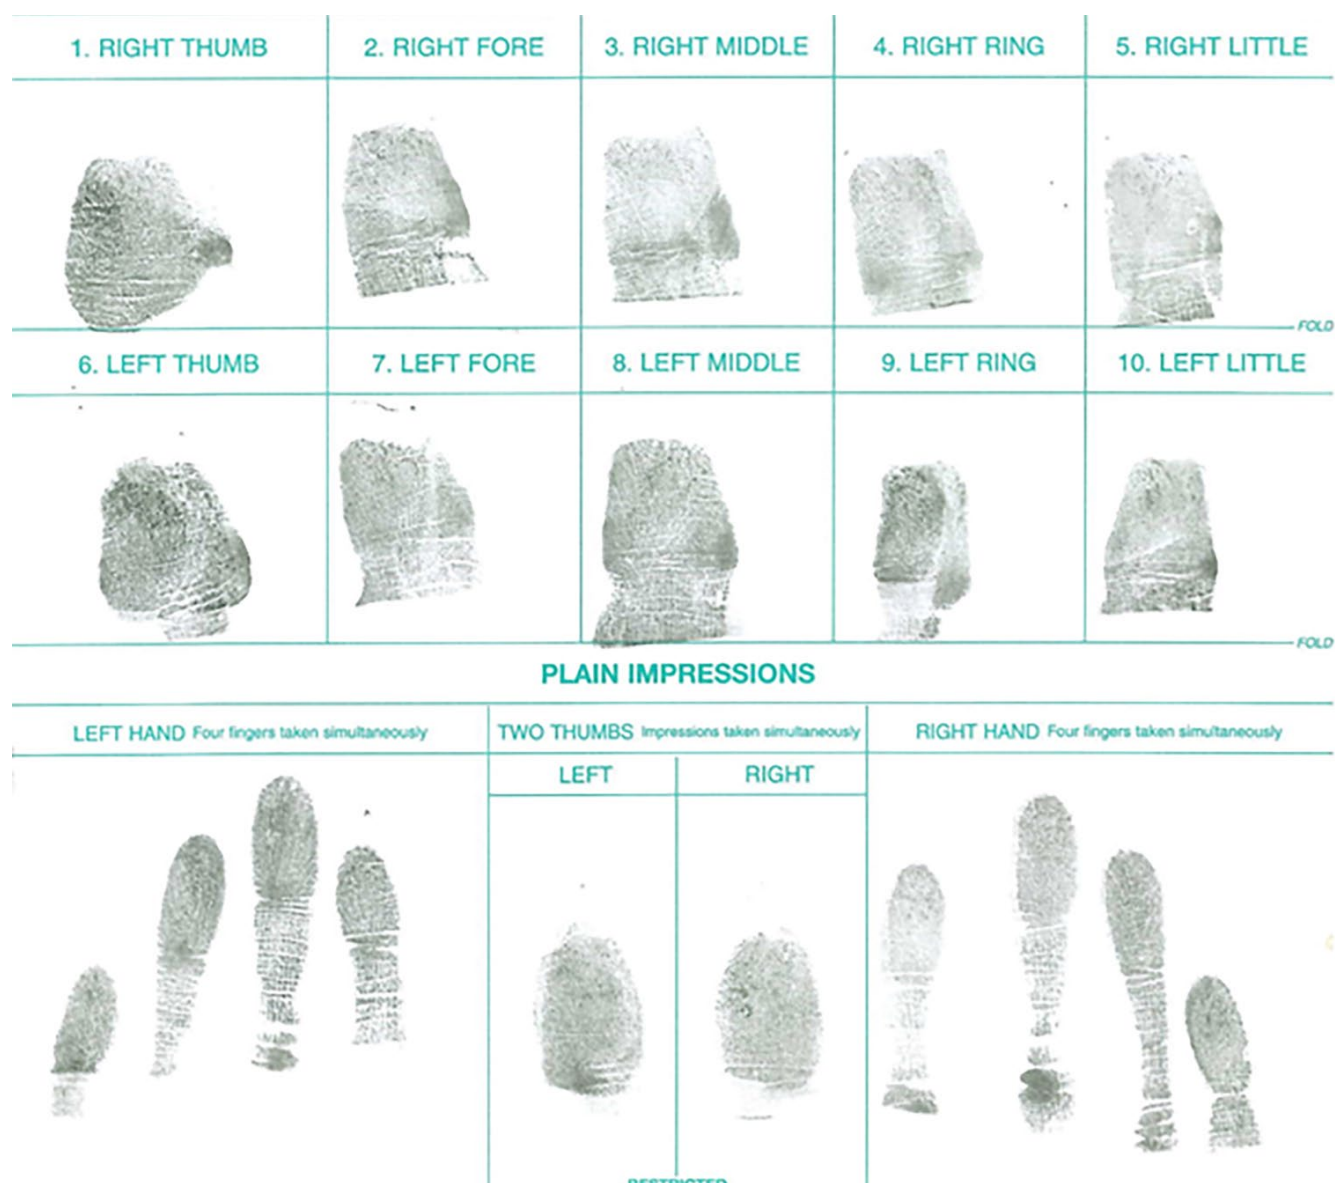 1. RIGHT THUMB 2. RIGHT FORE 3. RIGHT MIDDLE 4. RIGHT RING 5. RIGHT LITTLE
FOLD
6. LEFT THUMB 7. LEFT FORE 8. LEFT MIDDLE 9. LEFT RING 10. LEFT LITTLE
FOLD
PLAIN IMPRESSIONS
LEFT HAND Four fingers taken simultaneously TWO THUMBS Impressions taken simultaneously RIGHT HAND Four fingers taken simultaneously
LEFT RIGHT
RESTRICTED